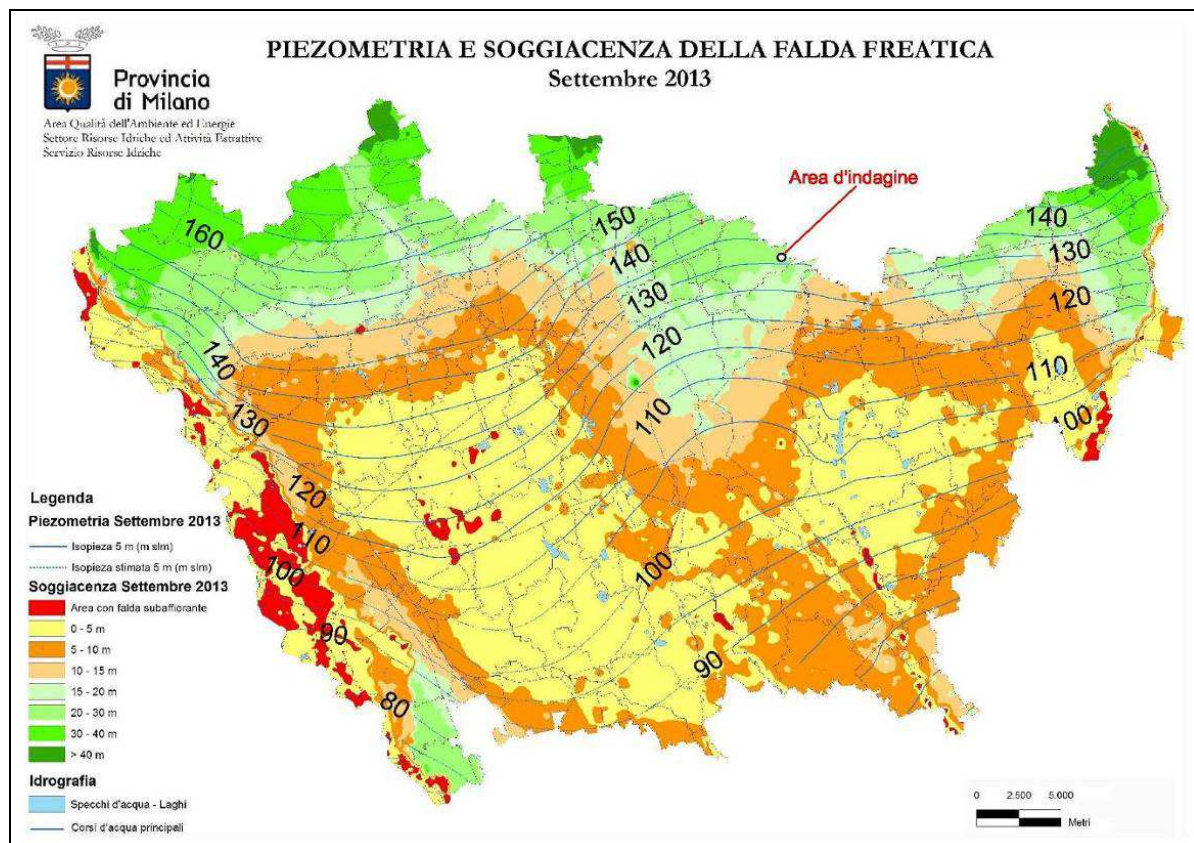 PIEZOMETRIA E SOGGIACENZA DELLA FALDA FREATICA
Settembre 2013
Provincia
di Milano
Area Qualità dell'Ambiente ed Energie
Settore Risorse Idriche ed Attività Estrattive
Servizio Risorse Idriche
Area d'indagine
160
150
140
130
120
110
140
130
120
110
100
140
130
120
110
100
90
80
100
90
Legenda
Piezometria Settembre 2013
Isopieza 5 m (m slm)
Isopieza stimata 5 m (m slm)
Soggiacenza Settembre 2013
Area con falda subaffiorante
0 - 5 m
5 - 10 m
10 - 15 m
15 - 20 m
20 - 30 m
30 - 40 m
> 40 m
Idrografia
Specchi d'acqua - Laghi
Corsi d'acqua principali
0 2.500 5.000
Metri